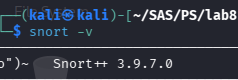 ┌──(kali㉿kali)-[~/SAS/PS/lab8
└─$ snort -v
o")~   Snort++ 3.9.7.0